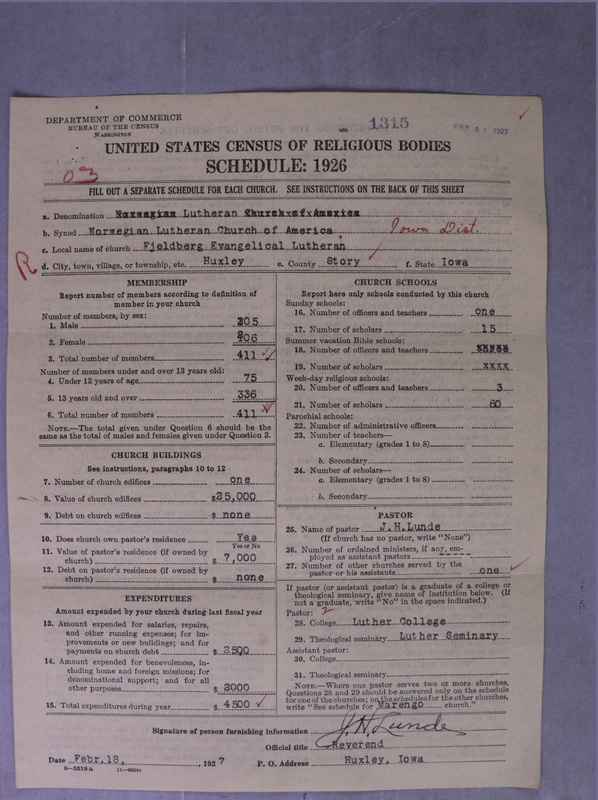 DEPARTMENT OF COMMERCE
BUREAU OF THE CENSUS
WASHINGTON
1315
UNITED STATES CENSUS OF RELIGIOUS BODIES
SCHEDULE: 1926
03
FILL OUT A SEPARATE SCHEDULE FOR EACH CHURCH. SEE INSTRUCTIONS ON THE BACK OF THIS SHEET
a. Denomination Norwegian Lutheran Church of America
b. Synod Norwegian Lutheran Church of America Iowa Dist.
c. Local name of church Fjeldberg Evangelical Lutheran
R
d. City, town, village, or township, etc. Huxley e. County Story f. State Iowa
MEMBERSHIP
Report number of members according to definition of
member in your church
Number of members, by sex:
1. Male 205
2. Female 206
3. Total number of members 411
Number of members under and over 13 years old:
4. Under 13 years of age 75
5. 13 years old and over 336
6. Total number of members 411
NOTE.—The total given under Question 6 should be
same as the total of males and females given under Question 3.
CHURCH BUILDINGS
See instructions, paragraphs 10 to 12
7. Number of church edifices one
8. Value of church edifices $25,000
9. Debt on church edifices $ none
10. Does church own pastor's residence Yes
Yes or No
11. Value of pastor's residence (if owned by
church) $ 7,000
12. Debt on pastor's residence (if owned by
church) $ none
EXPENDITURES
Amount expended by your church during last fiscal year
13. Amount expended for salaries, repairs,
and other running expenses; for im-
provements or new buildings; and for
payments on church debt $ 2500
14. Amount expended for benevolences, in-
cluding home and foreign missions; for
denominational support; and for all
other purposes $ 2000
15. Total expenditures during year $ 4500
CHURCH SCHOOLS
Report here only schools conducted by this church
Sunday schools:
16. Number of officers and teachers one
17. Number of scholars 15
Summer vacation Bible schools:
18. Number of officers and teachers xxxxx
19. Number of scholars xxxx
Week-day religious schools:
20. Number of officers and teachers 3
21. Number of scholars 60
Parochial schools:
22. Number of administrative officers
23. Number of teachers—
a. Elementary (grades 1 to 8)
b. Secondary
24. Number of scholars—
a. Elementary (grades 1 to 8)
b. Secondary
PASTOR
25. Name of pastor J.H.Lunde
(If church has no pastor, write "None")
26. Number of ordained ministers, if any, em-
ployed as assistant pastors
27. Number of other churches served by the
pastor or his assistants one
If pastor (or assistant pastor) is a graduate of a college or
theological seminary, give name of institution below. (If
not a graduate, write "No" in the space indicated.)
Pastor: 2
28. College Luther College
29. Theological seminary Luther Seminary
Assistant pastor:
30. College
31. Theological seminary
NOTE.—Where one pastor serves two or more churches,
Questions 28 and 29 should be answered only on the schedule
for one of the churches; on the schedules for the other churches,
write "See schedule for Marengo church."
Signature of person furnishing information J. H. Lunde
Official title Reverend
Date Febr.18, 1927 P. O. Address Huxley, Iowa